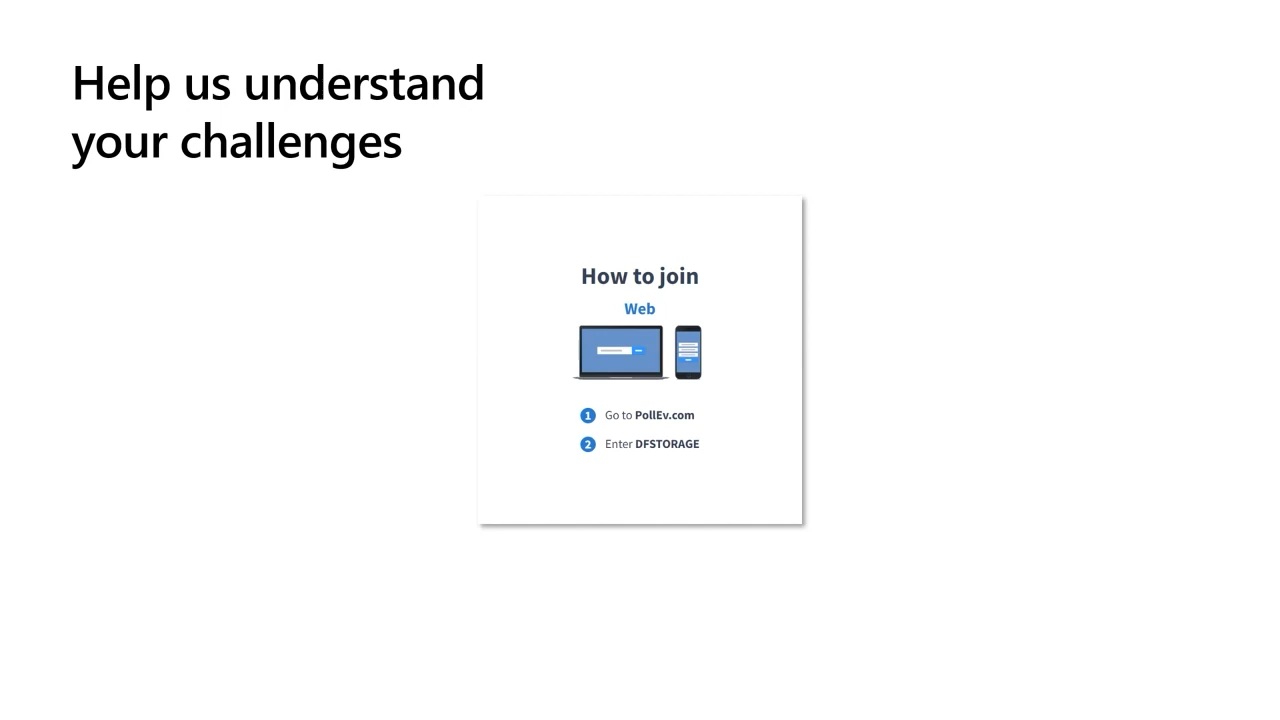 Help us understand
your challenges
How to join
Web
1 Go to PollEv.com
2 Enter DFSTORAGE